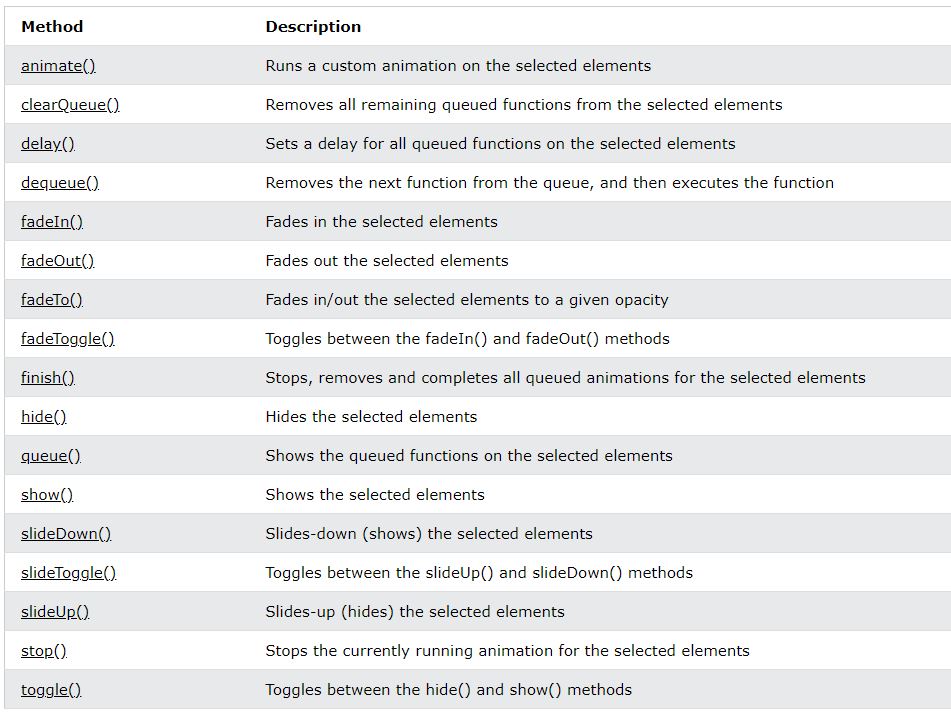 Method Description
animate() Runs a custom animation on the selected elements
clearQueue() Removes all remaining queued functions from the selected elements
delay() Sets a delay for all queued functions on the selected elements
dequeue() Removes the next function from the queue, and then executes the function
fadeIn() Fades in the selected elements
fadeOut() Fades out the selected elements
fadeTo() Fades in/out the selected elements to a given opacity
fadeToggle() Toggles between the fadeIn() and fadeOut() methods
finish() Stops, removes and completes all queued animations for the selected elements
hide() Hides the selected elements
queue() Shows the queued functions on the selected elements
show() Shows the selected elements
slideDown() Slides-down (shows) the selected elements
slideToggle() Toggles between the slideUp() and slideDown() methods
slideUp() Slides-up (hides) the selected elements
stop() Stops the currently running animation for the selected elements
toggle() Toggles between the hide() and show() methods